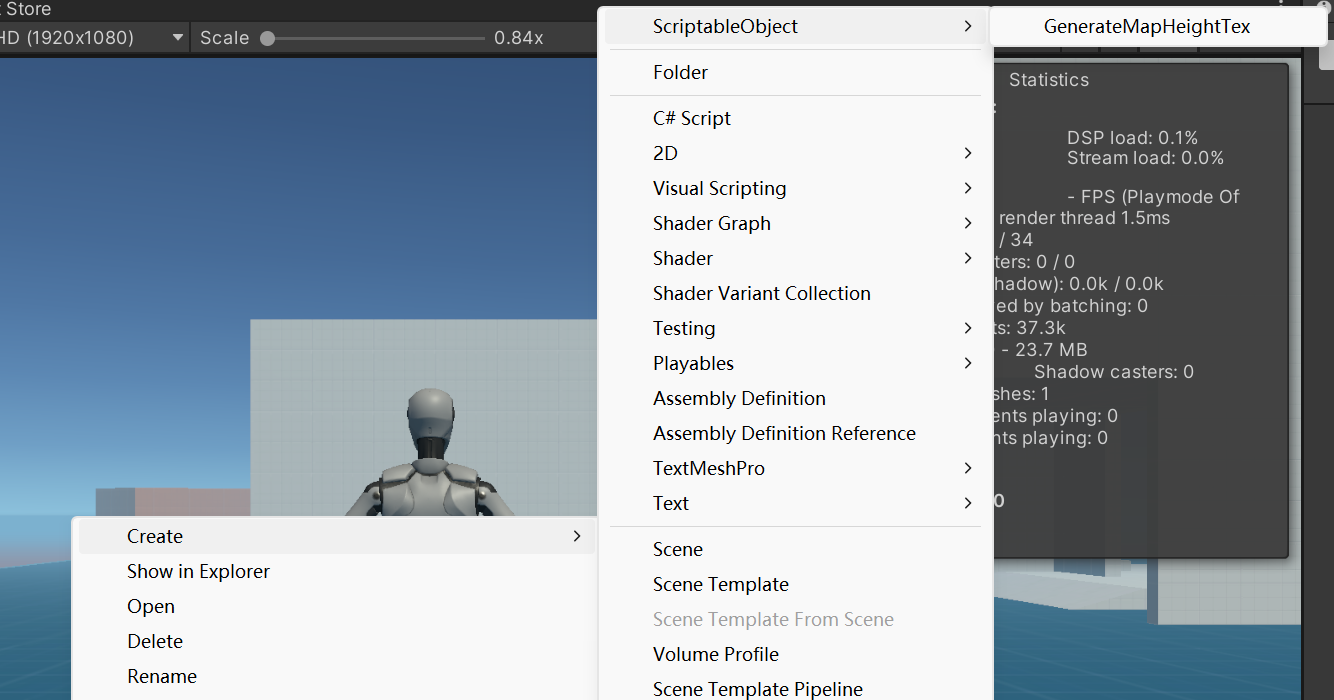 Store
HD (1920x1080)
Scale
0.84x
ScriptableObject
GenerateMapHeightTex
Folder
C# Script
2D
Visual Scripting
Shader Graph
Shader
Shader Variant Collection
Testing
Playables
Assembly Definition
Assembly Definition Reference
TextMeshPro
Text
Scene
Scene Template
Scene Template From Scene
Volume Profile
Scene Template Pipeline
Statistics
:
DSP load: 0.1%
Stream load: 0.0%
- FPS (Playmode Of
render thread 1.5ms
/ 34
ters: 0 / 0
hadow): 0.0k / 0.0k
ed by batching: 0
ts: 37.3k
- 23.7 MB
Shadow casters: 0
shes: 1
ents playing: 0
nts playing: 0
0
Create
Show in Explorer
Open
Delete
Rename